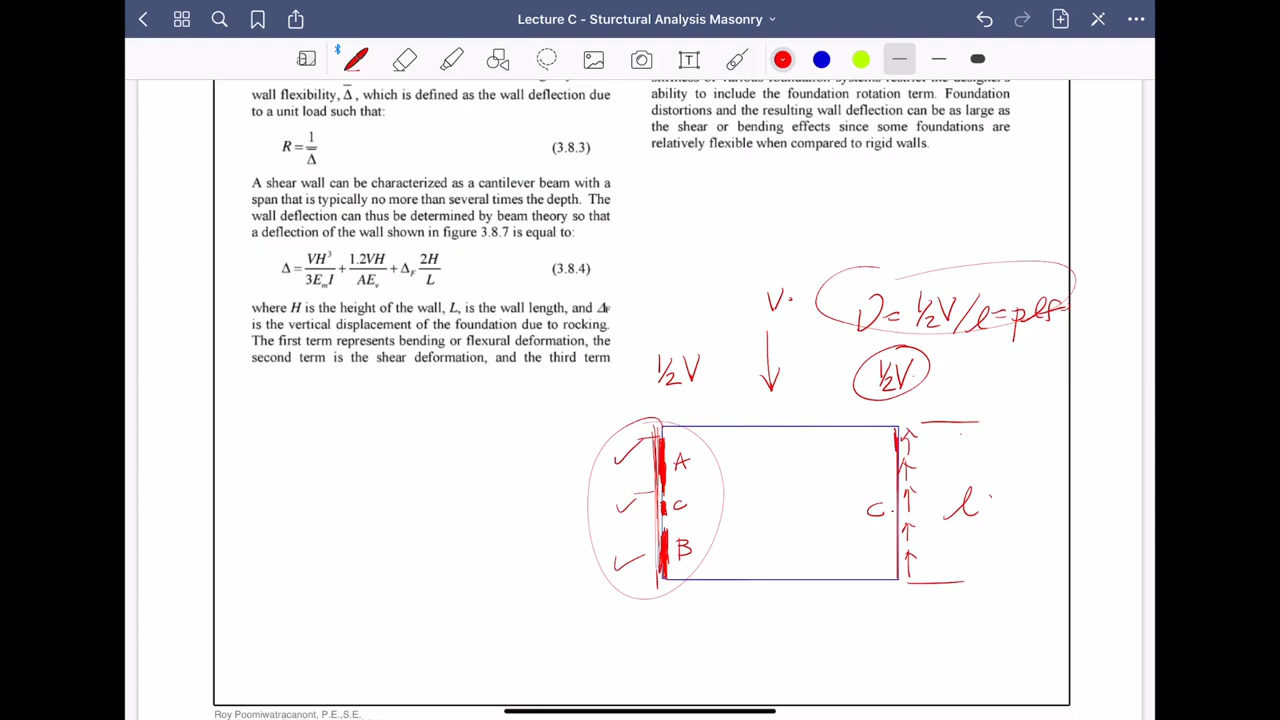 Lecture C - Sturctural Analysis Masonry
wall flexibility, Δ̅ , which is defined as the wall deflection due
to a unit load such that:
R = 1/Δ̅ (3.8.3)
A shear wall can be characterized as a cantilever beam with a
span that is typically no more than several times the depth. The
wall deflection can thus be determined by beam theory so that
a deflection of the wall shown in figure 3.8.7 is equal to:
Δ = VH³/3EmI + 1.2VH/AEv + ΔF 2H/L (3.8.4)
where H is the height of the wall, L, is the wall length, and ΔF
is the vertical displacement of the foundation due to rocking.
The first term represents bending or flexural deformation, the
second term is the shear deformation, and the third term
ability to include the foundation rotation term. Foundation
distortions and the resulting wall deflection can be as large as
the shear or bending effects since some foundations are
relatively flexible when compared to rigid walls.
V.
V = ½V/l = plf =
½V
½V.
A
C
B
C.
l
Roy Poomiwatracanont, P.E.,S.E.